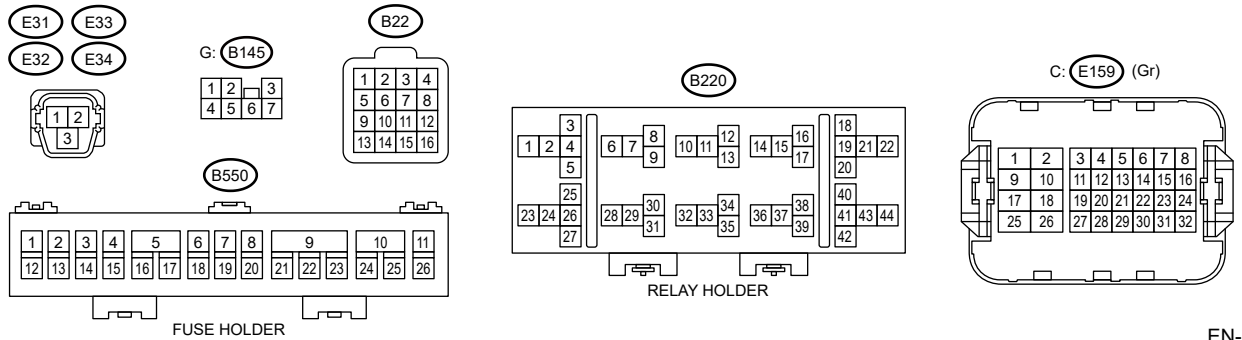 E31 E33
E32 E34
1 2
3
G: B145
1 2 3
4 5 6 7
B22
1 2 3 4
5 6 7 8
9 10 11 12
13 14 15 16
B550
1 2 3 4 5 6 7 8 9 10 11
12 13 14 15 16 17 18 19 20 21 22 23 24 25 26
FUSE HOLDER
B220
3 8 12 16 18
1 2 4 6 7 10 11 14 15 19 21 22
5 9 13 17 20
25 30 34 38 40
23 24 26 28 29 32 33 36 37 41 43 44
27 31 35 39 42
RELAY HOLDER
C: E159 (Gr)
1 2 3 4 5 6 7 8
9 10 11 12 13 14 15 16
17 18 19 20 21 22 23 24
25 26 27 28 29 30 31 32